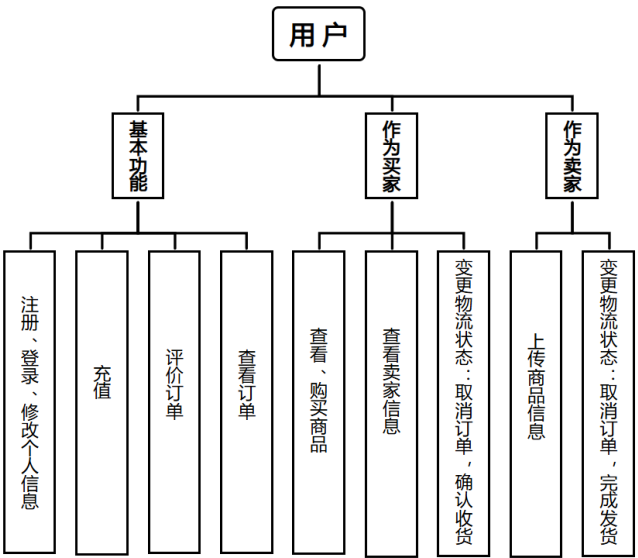 用户
基本功能
作为买家
作为卖家
注册、登录、修改个人信息
充值
评价订单
查看订单
查看、购买商品
查看卖家信息
变更物流状态：取消订单，确认收货
上传商品信息
变更物流状态：取消订单，完成发货